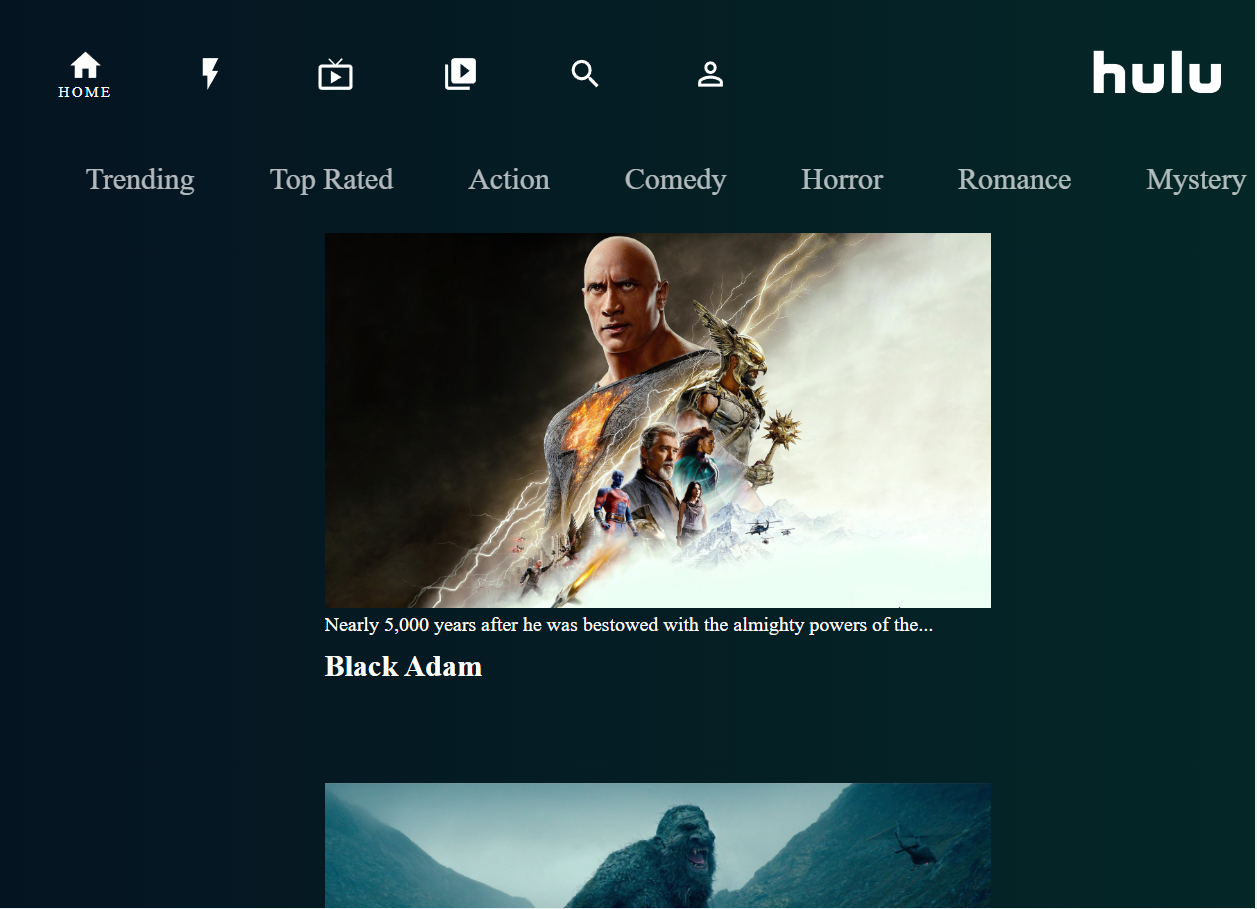 HOME
hulu
Trending Top Rated Action Comedy Horror Romance Mystery
Nearly 5,000 years after he was bestowed with the almighty powers of the...
Black Adam